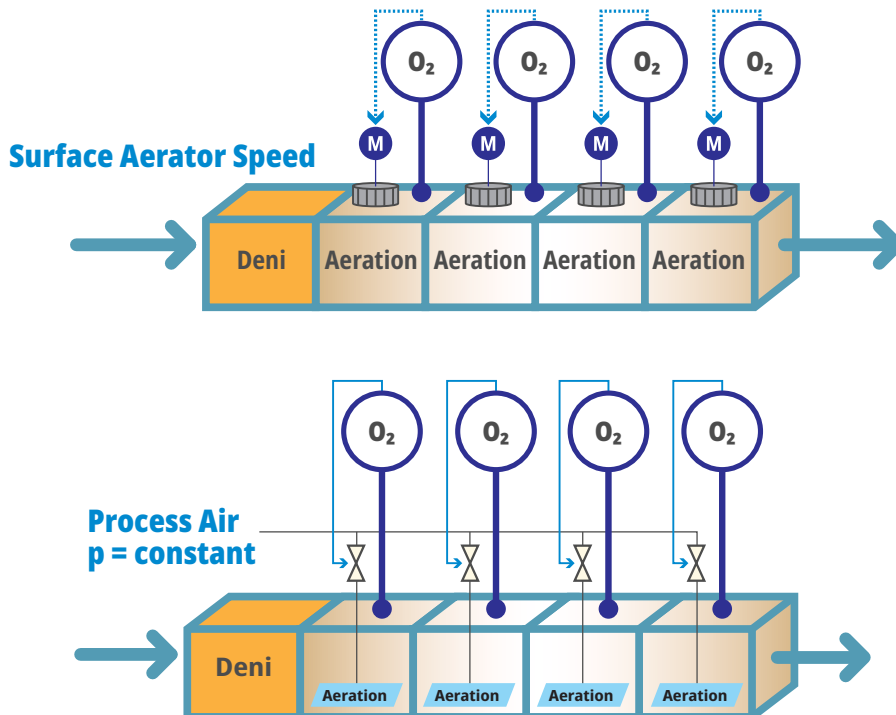 O₂ O₂ O₂ O₂
M M M M
Surface Aerator Speed
Deni Aeration Aeration Aeration Aeration
O₂ O₂ O₂ O₂
Process Air
p = constant
Deni
Aeration Aeration Aeration Aeration